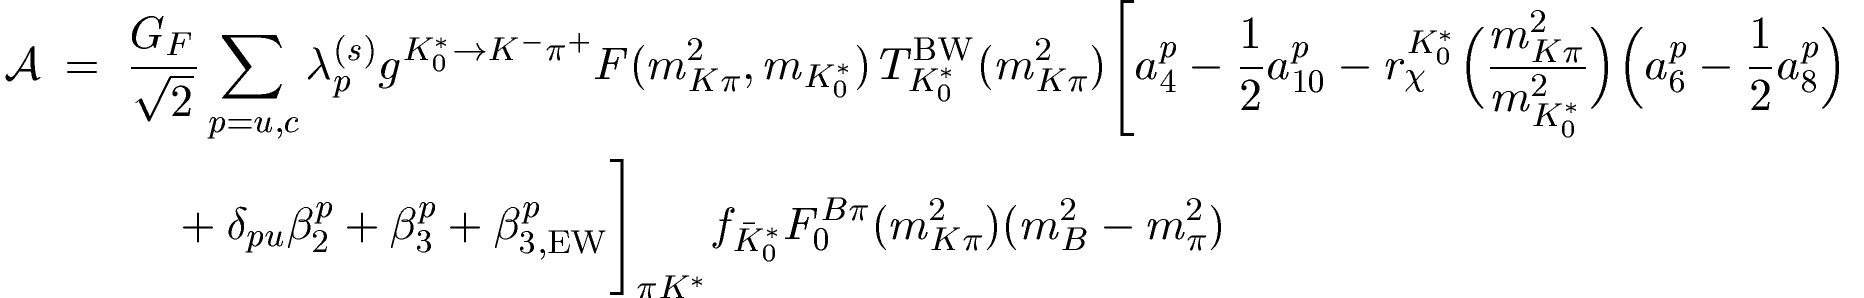 \mathcal{A} = \frac{G_F}{\sqrt{2}} \sum_{p=u,c} \lambda_p^{(s)} g^{K_0^* \to K^- \pi^+} F(m_{K\pi}^2, m_{K_0^*}) \, T_{K_0^*}^{\mathrm{BW}}(m_{K\pi}^2) \Bigg[ a_4^p - \frac{1}{2} a_{10}^p - r_\chi^{K_0^*} \Big( \frac{m_{K\pi}^2}{m_{K_0^*}^2} \Big) \Big( a_6^p - \frac{1}{2} a_8^p \Big)
+ \delta_{pu} \beta_2^p + \beta_3^p + \beta_{3,\mathrm{EW}}^p \Bigg]_{\pi K^*} f_{\bar{K}_0^*} F_0^{B\pi}(m_{K\pi}^2)(m_B^2 - m_\pi^2)